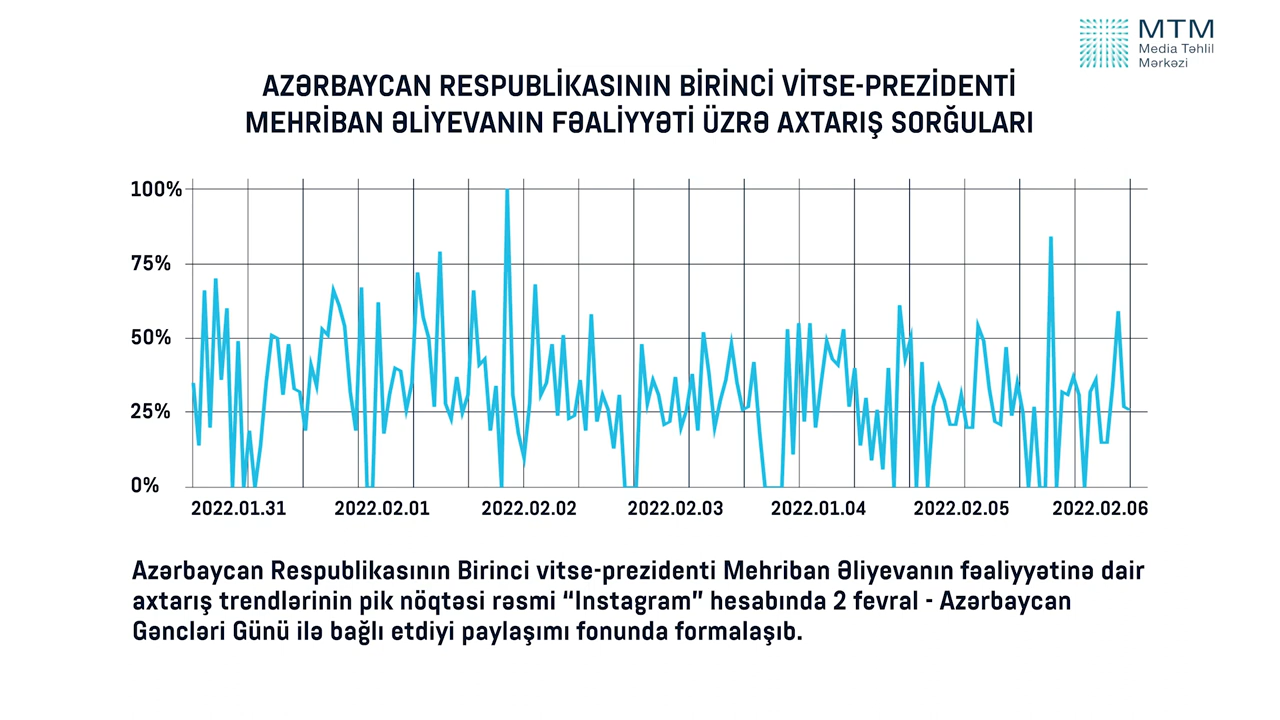 MTM
Media Təhlil
Mərkəzi
AZƏRBAYCAN RESPUBLİKASININ BİRİNCİ VİTSE-PREZİDENTİ
MEHRİBAN ƏLİYEVANIN FƏALİYYƏTİ ÜZRƏ AXTARIŞ SORĞULARI
100%
75%
50%
25%
0%
2022.01.31 2022.02.01 2022.02.02 2022.02.03 2022.01.04 2022.02.05 2022.02.06
Azərbaycan Respublikasının Birinci vitse-prezidenti Mehriban Əliyevanın fəaliyyətinə dair
axtarış trendlərinin pik nöqtəsi rəsmi “Instagram” hesabında 2 fevral - Azərbaycan
Gəncləri Günü ilə bağlı etdiyi paylaşımı fonunda formalaşıb.